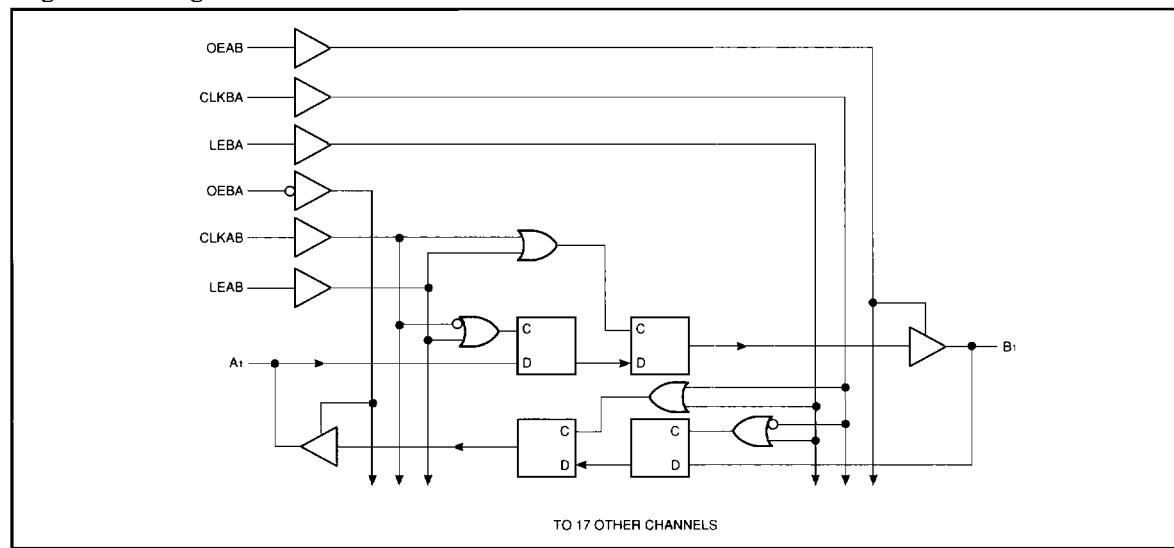 OEAB
CLKBA
LEBA
OEBA
CLKAB
LEAB
C
C
A1
D
D
B1
C
C
D
D
TO 17 OTHER CHANNELS